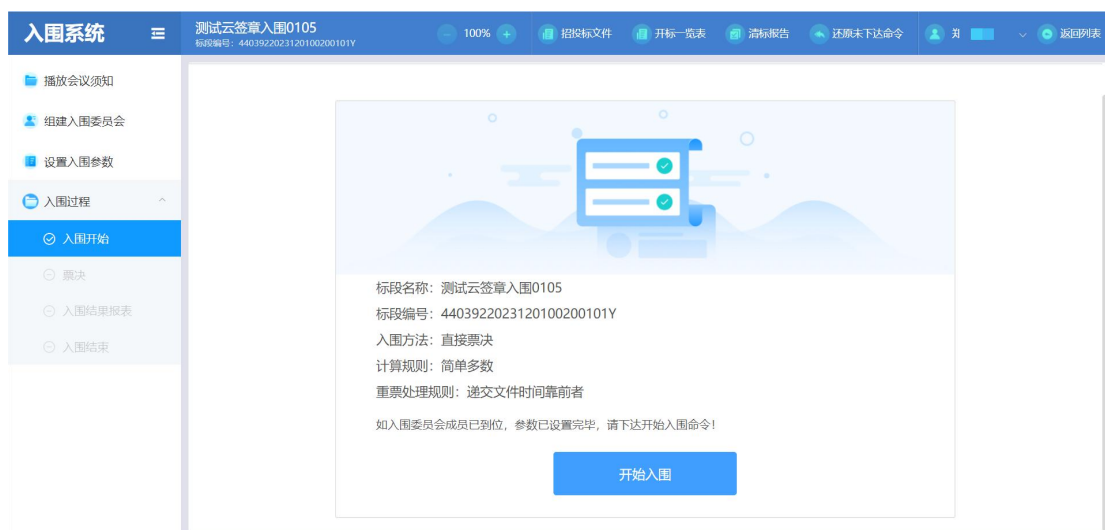 入围系统
测试云签章入围0105
标段编号：4403922023120100200101Y
100%
招投标文件
开标一览表
清标报告
还原未下达命令
返回列表
播放会议须知
组建入围委员会
设置入围参数
入围过程
入围开始
票决
入围结果报表
入围结束
标段名称：测试云签章入围0105
标段编号：4403922023120100200101Y
入围方法：直接票决
计算规则：简单多数
重票处理规则：递交文件时间靠前者
如入围委员会成员已到位，参数已设置完毕，请下达开始入围命令！
开始入围